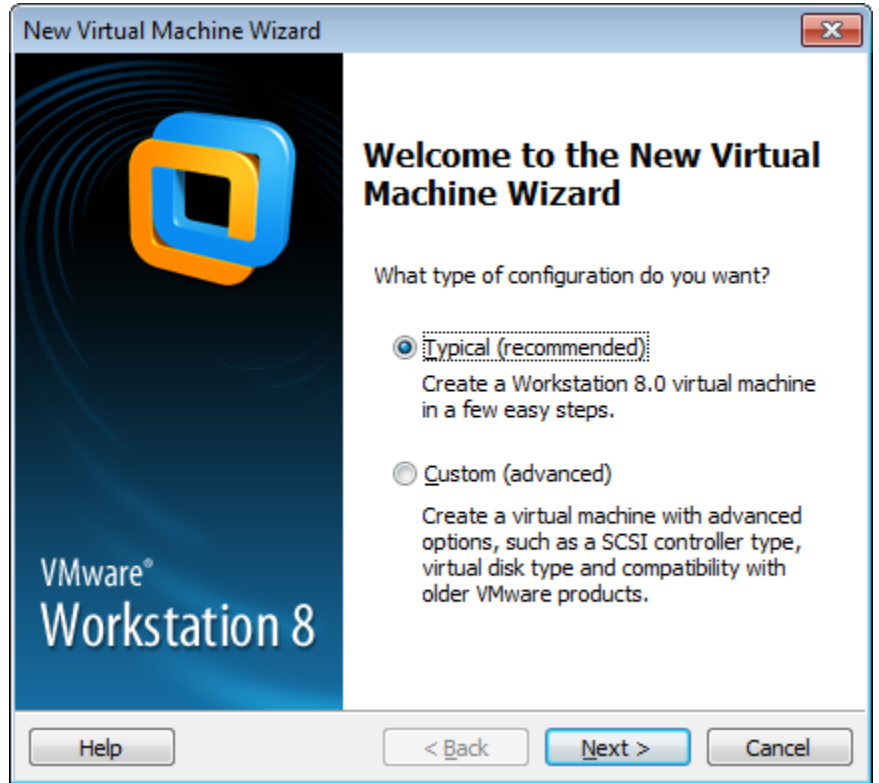 New Virtual Machine Wizard
Welcome to the New Virtual
Machine Wizard
What type of configuration do you want?
Typical (recommended)
Create a Workstation 8.0 virtual machine
in a few easy steps.
Custom (advanced)
Create a virtual machine with advanced
options, such as a SCSI controller type,
virtual disk type and compatibility with
older VMware products.
VMware®
Workstation 8
Help
< Back
Next >
Cancel